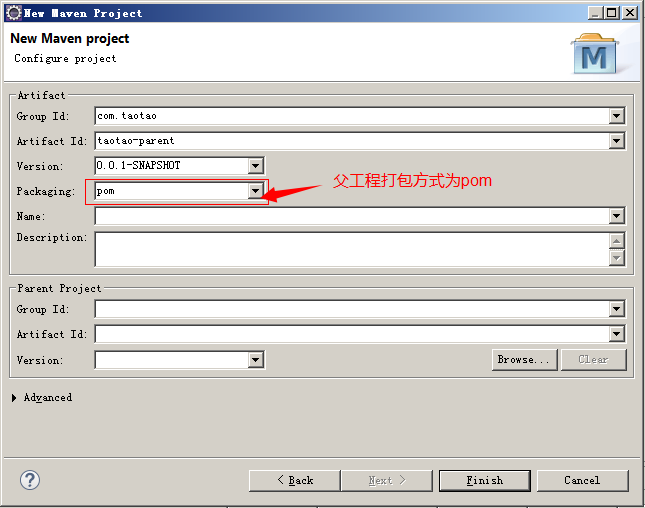 New Maven Project
New Maven project
Configure project
M
Artifact
Group Id: com.taotao
Artifact Id: taotao-parent
Version: 0.0.1-SNAPSHOT
Packaging: pom
父工程打包方式为pom
Name:
Description:
Parent Project
Group Id:
Artifact Id:
Version: Browse... Clear
Advanced
? < Back Next > Finish Cancel